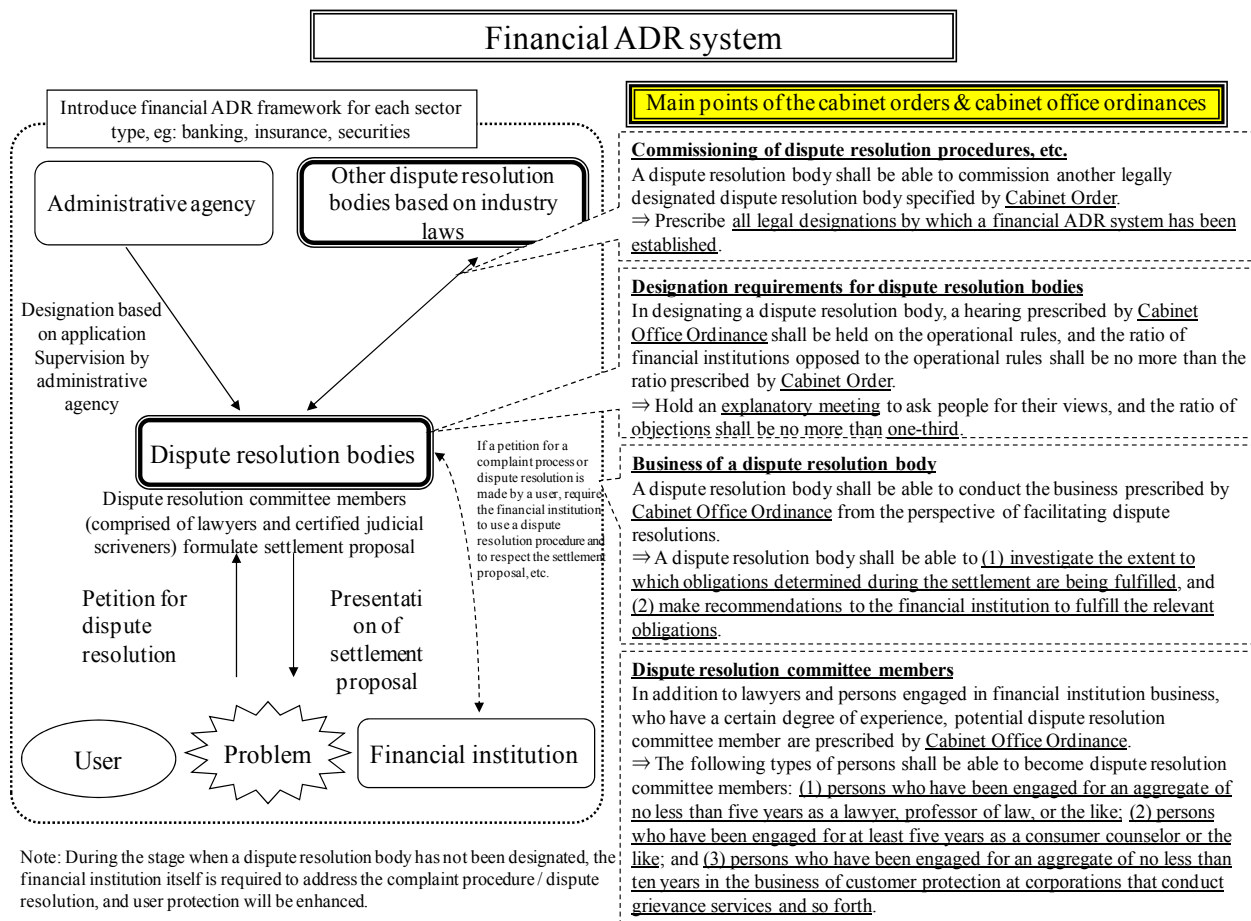 Financial ADR system
Introduce financial ADR framework for each sector
type, eg: banking, insurance, securities
Administrative agency
Other dispute resolution
bodies based on industry
laws
Designation based
on application
Supervision by
administrative
agency
Dispute resolution bodies
Dispute resolution committee members
(comprised of lawyers and certified judicial
scriveners) formulate settlement proposal
If a petition for a
complaint process or
dispute resolution is
made by a user, require
the financial institution
to use a dispute
resolution procedure and
to respect the settlement
proposal, etc.
Petition for
dispute
resolution
Presentati
on of
settlement
proposal
User
Problem
Financial institution
Note: During the stage when a dispute resolution body has not been designated, the
financial institution itself is required to address the complaint procedure / dispute
resolution, and user protection will be enhanced.
Main points of the cabinet orders & cabinet office ordinances
Commissioning of dispute resolution procedures, etc.
A dispute resolution body shall be able to commission another legally
designated dispute resolution body specified by Cabinet Order.
⇒ Prescribe all legal designations by which a financial ADR system has been
established.
Designation requirements for dispute resolution bodies
In designating a dispute resolution body, a hearing prescribed by Cabinet
Office Ordinance shall be held on the operational rules, and the ratio of
financial institutions opposed to the operational rules shall be no more than the
ratio prescribed by Cabinet Order.
⇒ Hold an explanatory meeting to ask people for their views, and the ratio of
objections shall be no more than one-third.
Business of a dispute resolution body
A dispute resolution body shall be able to conduct the business prescribed by
Cabinet Office Ordinance from the perspective of facilitating dispute
resolutions.
⇒ A dispute resolution body shall be able to (1) investigate the extent to
which obligations determined during the settlement are being fulfilled, and
(2) make recommendations to the financial institution to fulfill the relevant
obligations.
Dispute resolution committee members
In addition to lawyers and persons engaged in financial institution business,
who have a certain degree of experience, potential dispute resolution
committee member are prescribed by Cabinet Office Ordinance.
⇒ The following types of persons shall be able to become dispute resolution
committee members: (1) persons who have been engaged for an aggregate of
no less than five years as a lawyer, professor of law, or the like; (2) persons
who have been engaged for at least five years as a consumer counselor or the
like; and (3) persons who have been engaged for an aggregate of no less than
ten years in the business of customer protection at corporations that conduct
grievance services and so forth.